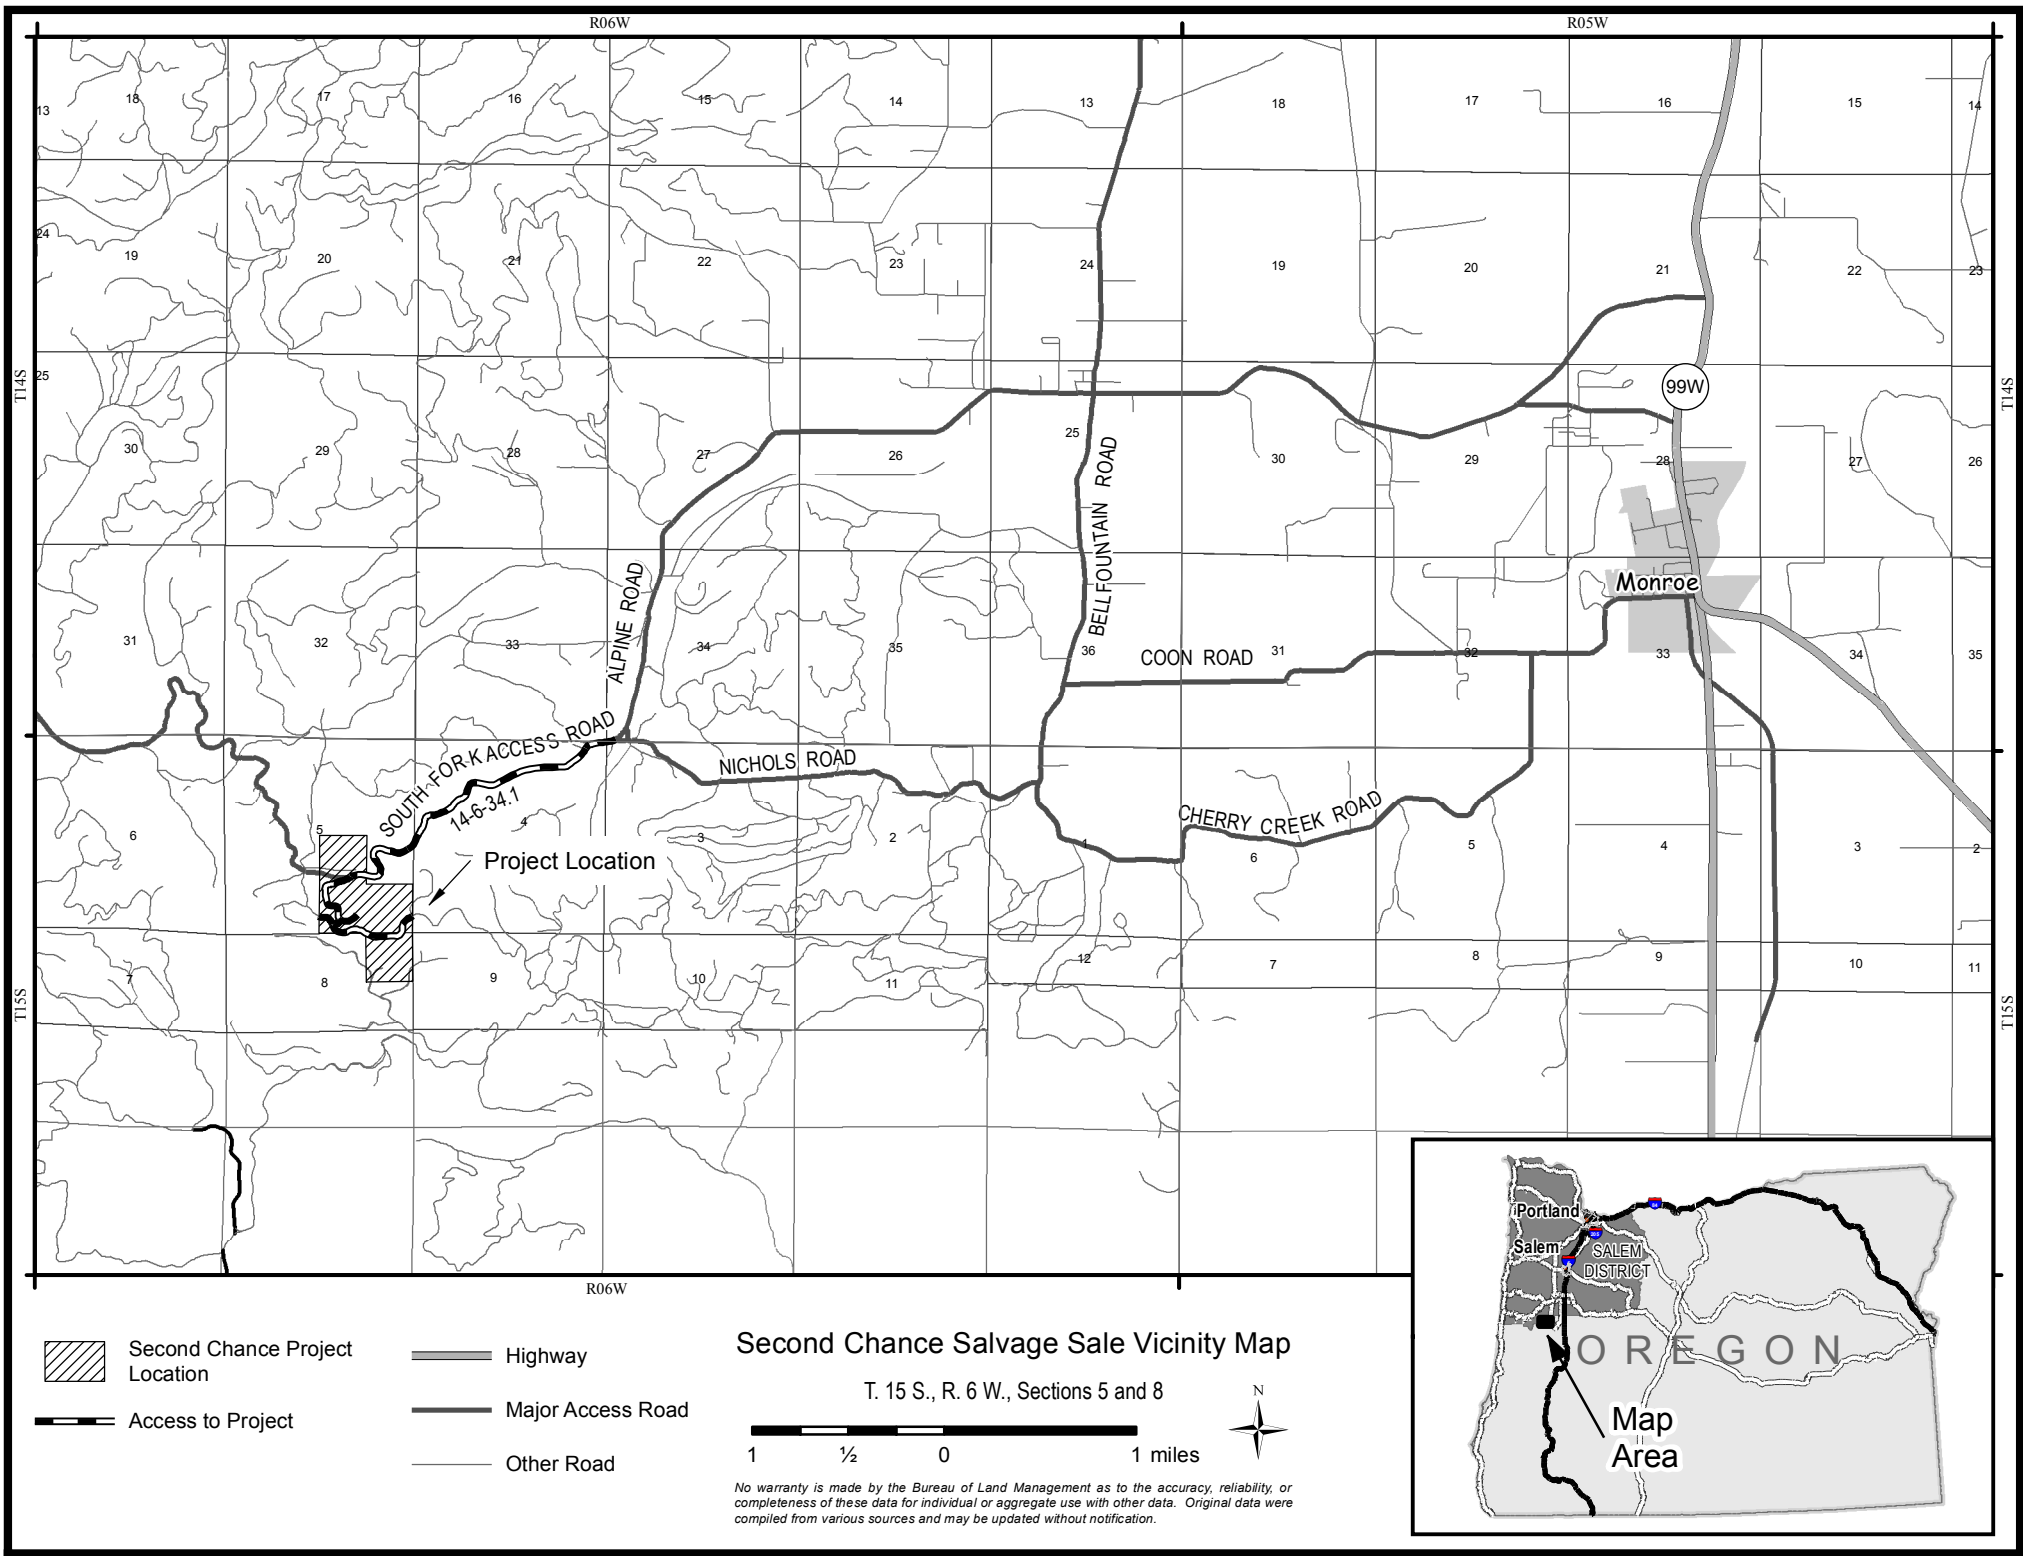 R06W
R05W
13
18
17
16
15
14
13
18
17
16
15
14
24
19
20
21
22
23
24
19
20
21
22
23
T14S
25
99W
T14S
30
29
28
27
26
25
30
29
28
27
26
BELLFOUNTAIN ROAD
ALPINE ROAD
Monroe
31
32
33
34
35
36
COON ROAD
31
32
33
34
35
SOUTH FORK ACCESS ROAD
14-6-34.1
NICHOLS ROAD
CHERRY CREEK ROAD
6
5
4
3
2
1
6
5
4
3
2
Project Location
T15S
7
8
9
10
11
12
7
8
9
10
11
T15S
R06W
Portland
84
205
Salem
5
SALEM
DISTRICT
OREGON
Map
Area
Second Chance Project
Location
Access to Project
Highway
Major Access Road
Other Road
Second Chance Salvage Sale Vicinity Map
T. 15 S., R. 6 W., Sections 5 and 8
N
1 ½ 0 1 miles
No warranty is made by the Bureau of Land Management as to the accuracy, reliability, or
completeness of these data for individual or aggregate use with other data. Original data were
compiled from various sources and may be updated without notification.